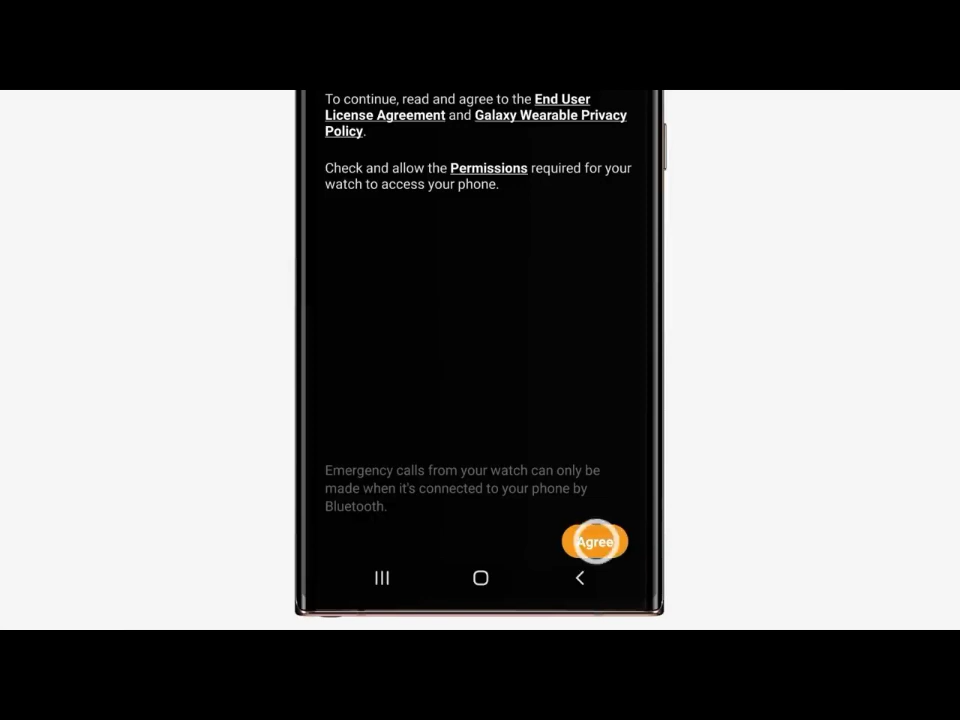 To continue, read and agree to the End User
License Agreement and Galaxy Wearable Privacy
Policy.
Check and allow the Permissions required for your
watch to access your phone.
Emergency calls from your watch can only be
made when it's connected to your phone by
Bluetooth.
Agree